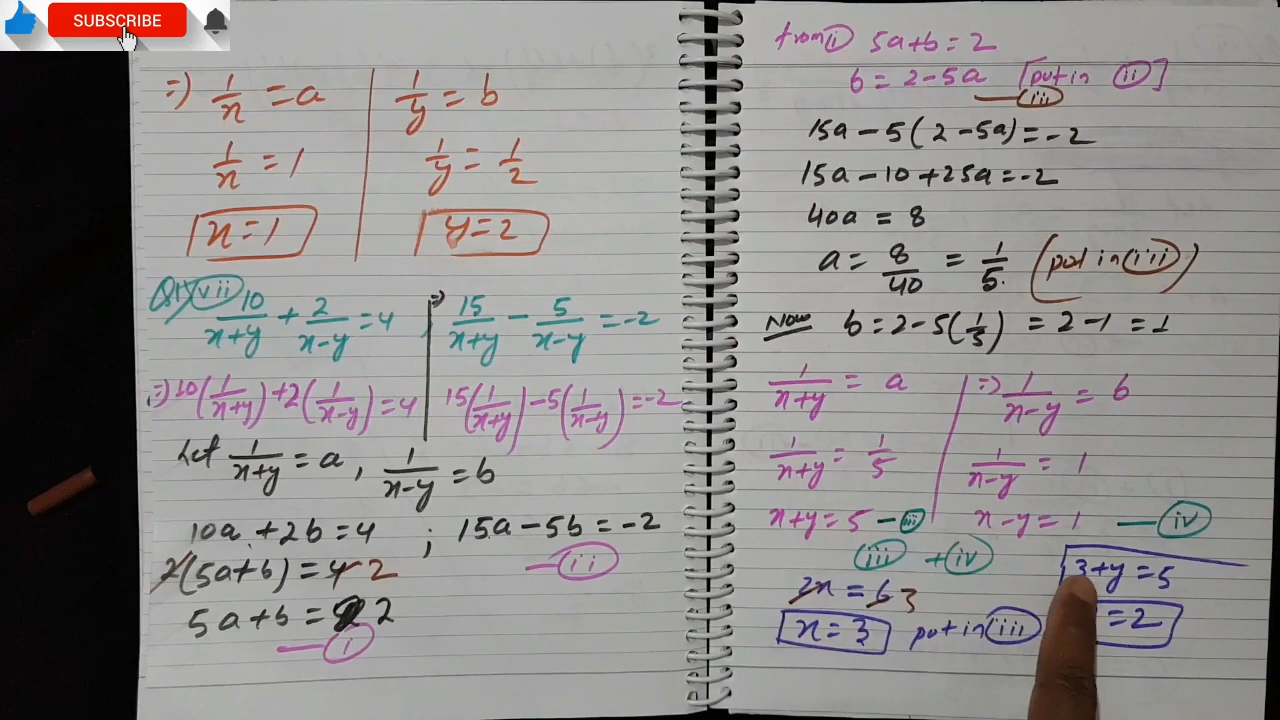 SUBSCRIBE
=) 1/x = a | 1/y = b
1/x = 1 | 1/y = 1/2
x = 1 | y = 2
Q1) vii) 10/(x+y) + 2/(x-y) = 4 | =) 15/(x+y) - 5/(x-y) = -2
=) 10(1/(x+y)) + 2(1/(x-y)) = 4 | 15(1/(x+y)) - 5(1/(x-y)) = -2
Let 1/(x+y) = a, 1/(x-y) = b
10a + 2b = 4 ; 15a - 5b = -2
— (ii)
2(5a+b) = 4 2
5a + b = 2
— (i)
from (i) 5a+b = 2
b = 2-5a [put in (ii)]
— (iii)
15a - 5(2-5a) = -2
15a - 10 + 25a = -2
40a = 8
a = 8/40 = 1/5. (put in (iii))
Now b = 2-5(1/5) = 2-1 = 1
1/(x+y) = a | =) 1/(x-y) = b
1/(x+y) = 1/5 | 1/(x-y) = 1
x+y = 5 - (iii) | x-y = 1 — (iv)
(iii) + (iv)
2x = 6 3
x = 3 put in (iii)
3+y = 5
= 2